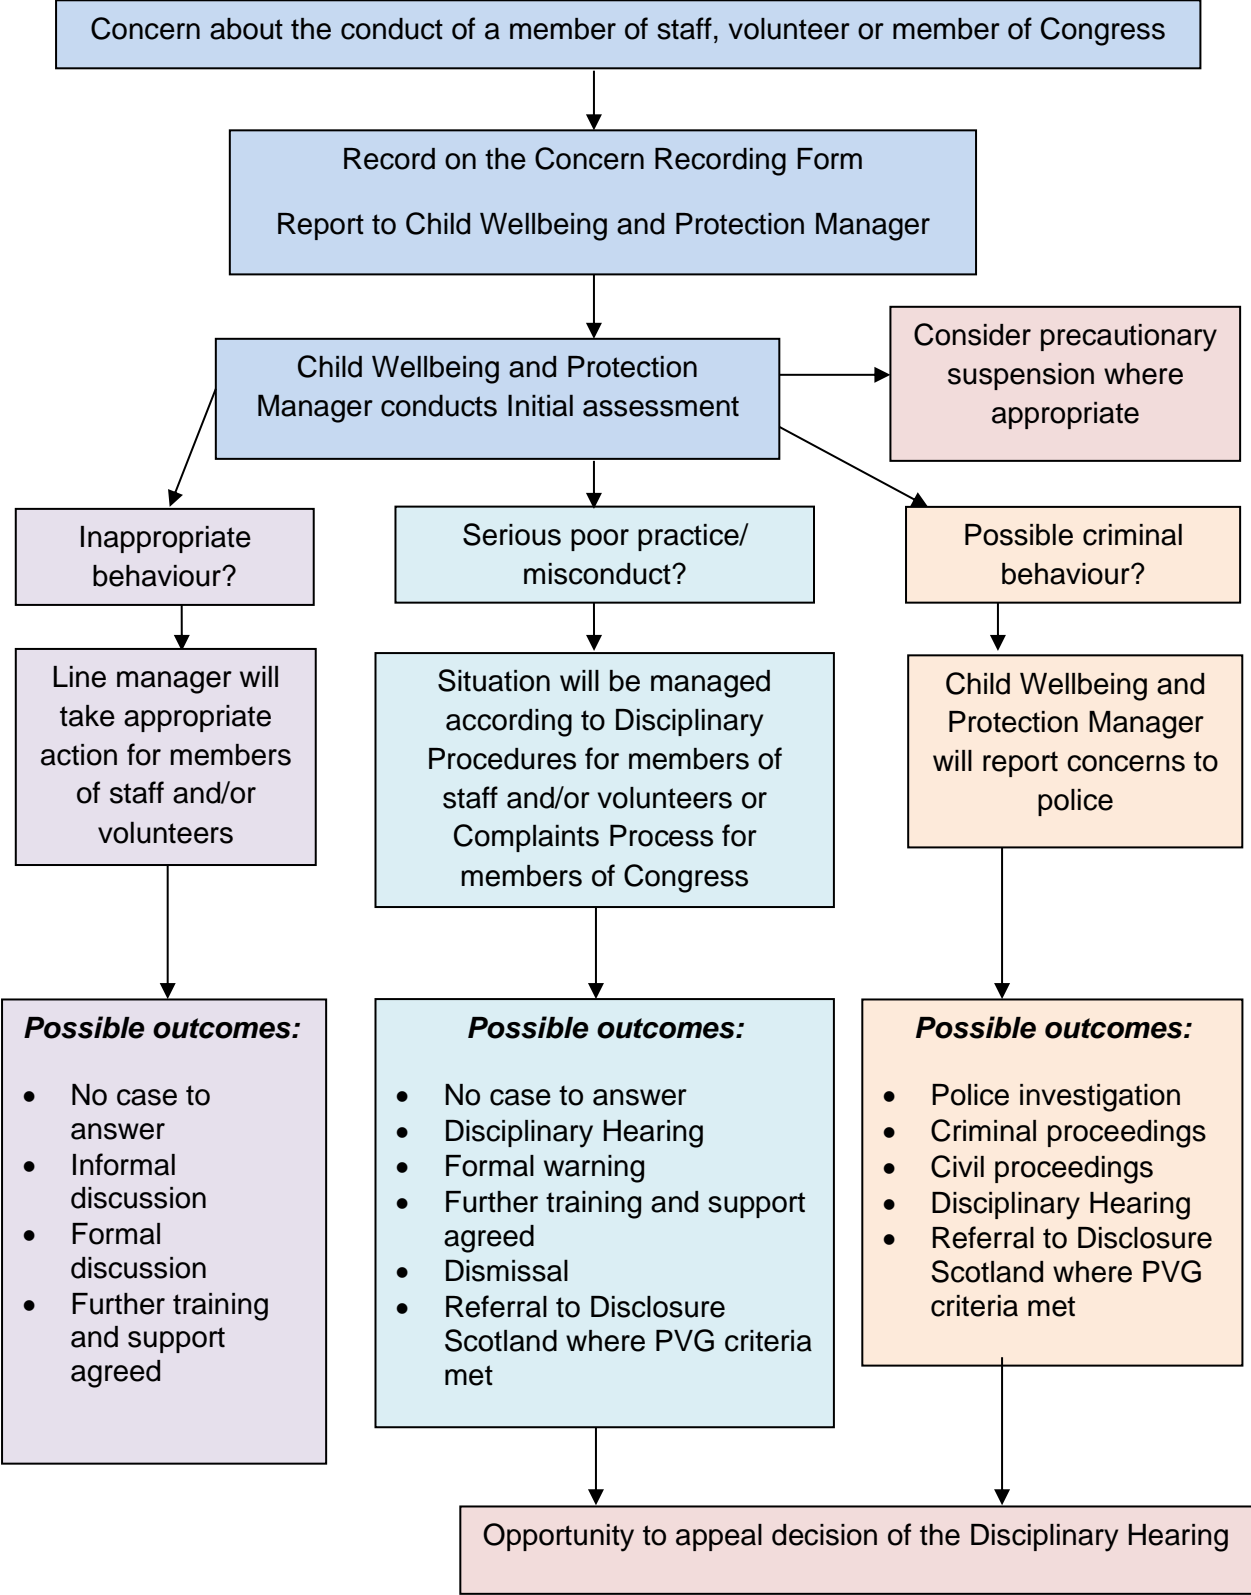 Concern about the conduct of a member of staff, volunteer or member of Congress
Record on the Concern Recording Form
Report to Child Wellbeing and Protection Manager
Child Wellbeing and Protection
Manager conducts Initial assessment
Consider precautionary
suspension where
appropriate
Inappropriate
behaviour?
Serious poor practice/
misconduct?
Possible criminal
behaviour?
Line manager will
take appropriate
action for members
of staff and/or
volunteers
Situation will be managed
according to Disciplinary
Procedures for members of
staff and/or volunteers or
Complaints Process for
members of Congress
Child Wellbeing and
Protection Manager
will report concerns to
police
Possible outcomes:
• No case to
answer
• Informal
discussion
• Formal
discussion
• Further training
and support
agreed
Possible outcomes:
• No case to answer
• Disciplinary Hearing
• Formal warning
• Further training and support
agreed
• Dismissal
• Referral to Disclosure
Scotland where PVG criteria
met
Possible outcomes:
• Police investigation
• Criminal proceedings
• Civil proceedings
• Disciplinary Hearing
• Referral to Disclosure
Scotland where PVG
criteria met
Opportunity to appeal decision of the Disciplinary Hearing